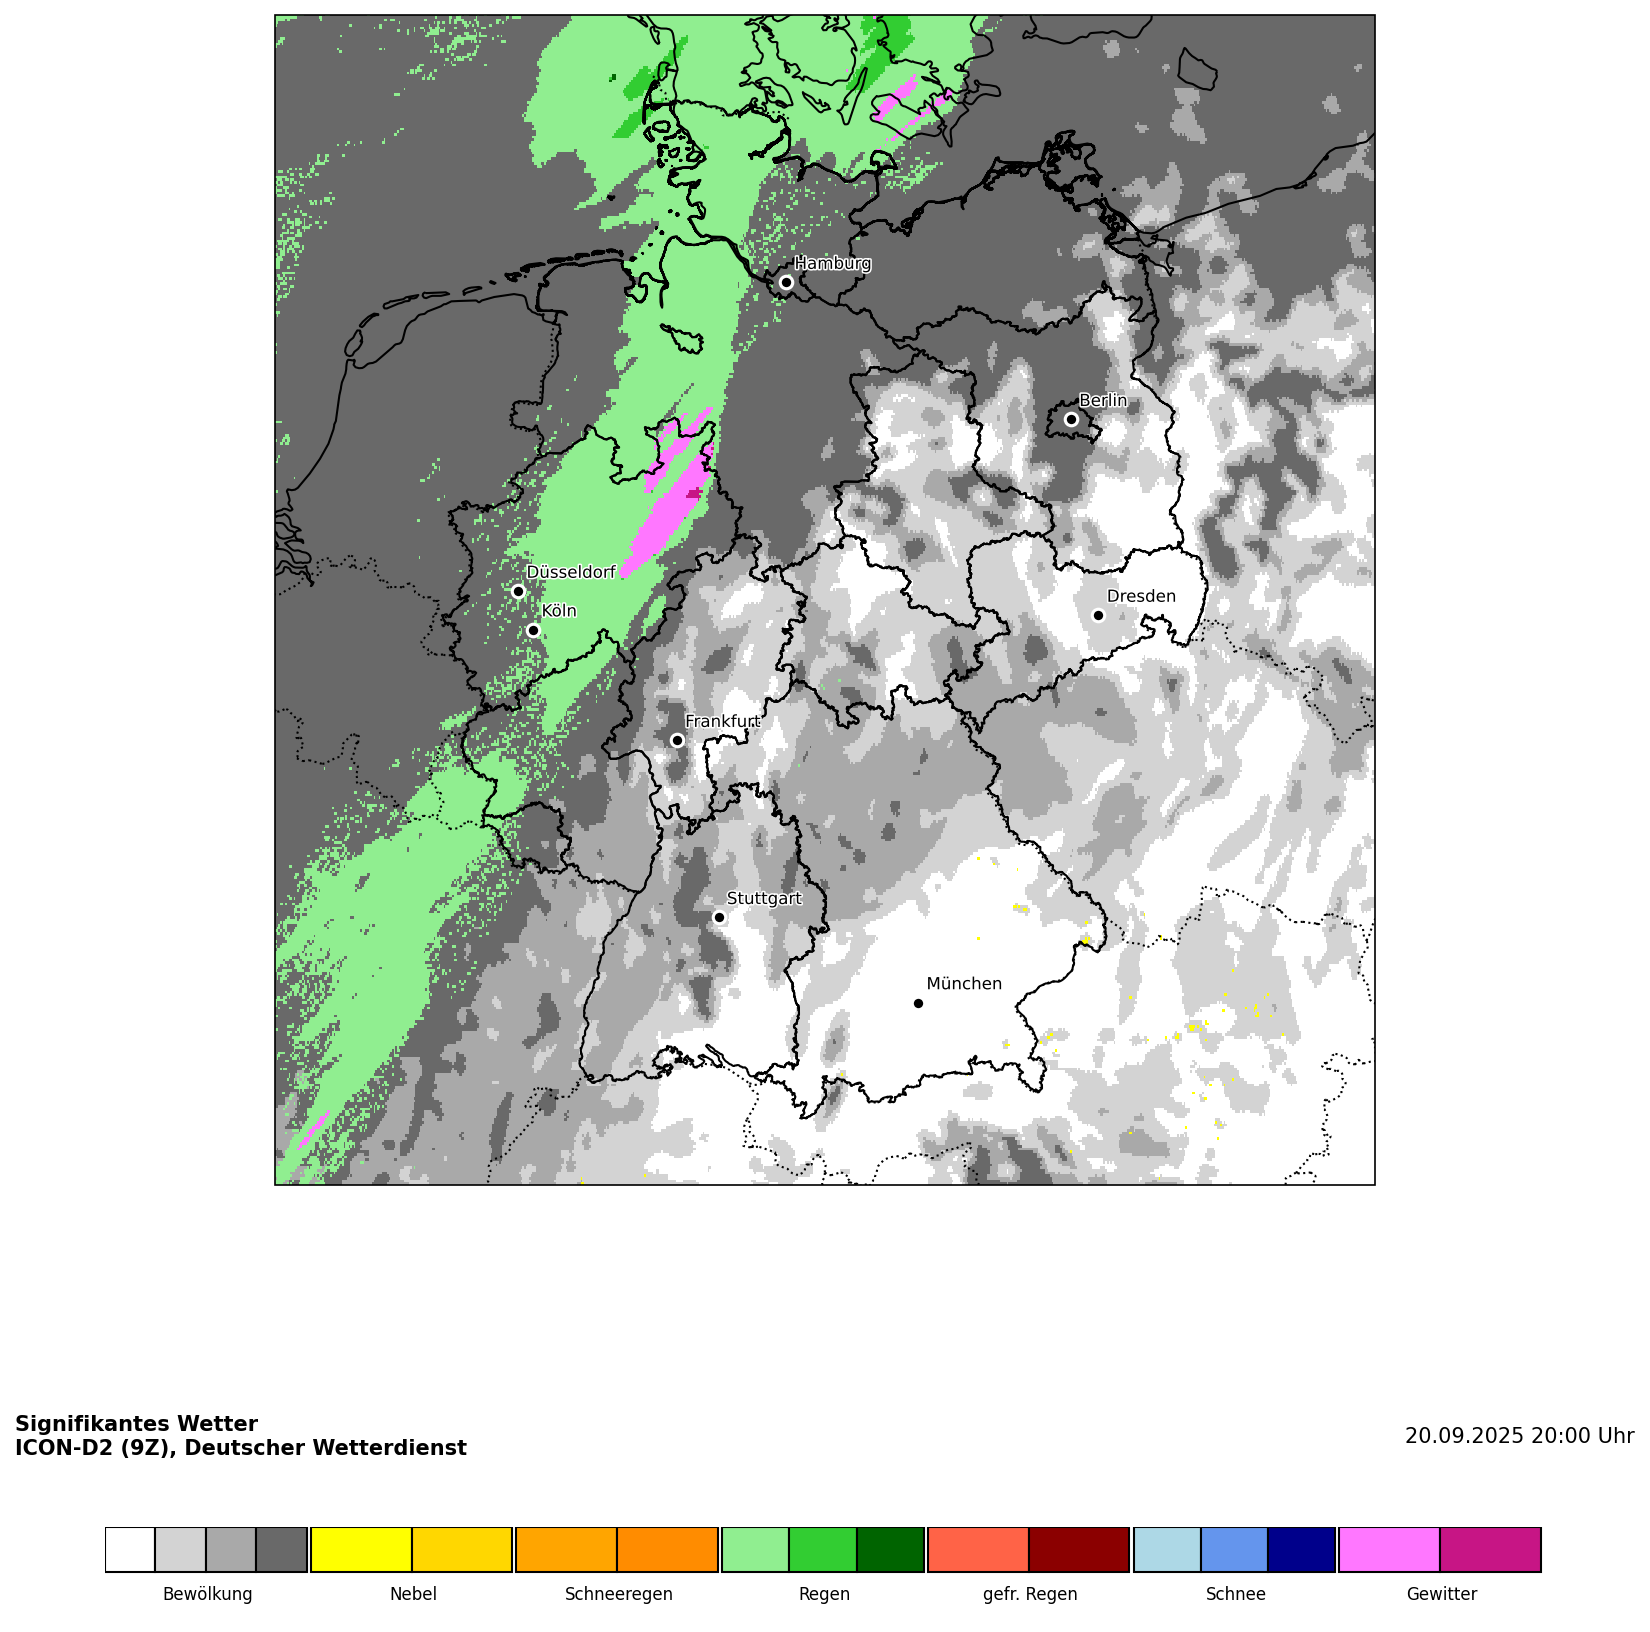 Hamburg
Berlin
Düsseldorf
Köln
Dresden
Frankfurt
Stuttgart
München
Signifikantes Wetter
ICON-D2 (9Z), Deutscher Wetterdienst
20.09.2025 20:00 Uhr
Bewölkung Nebel Schneeregen Regen gefr. Regen Schnee Gewitter